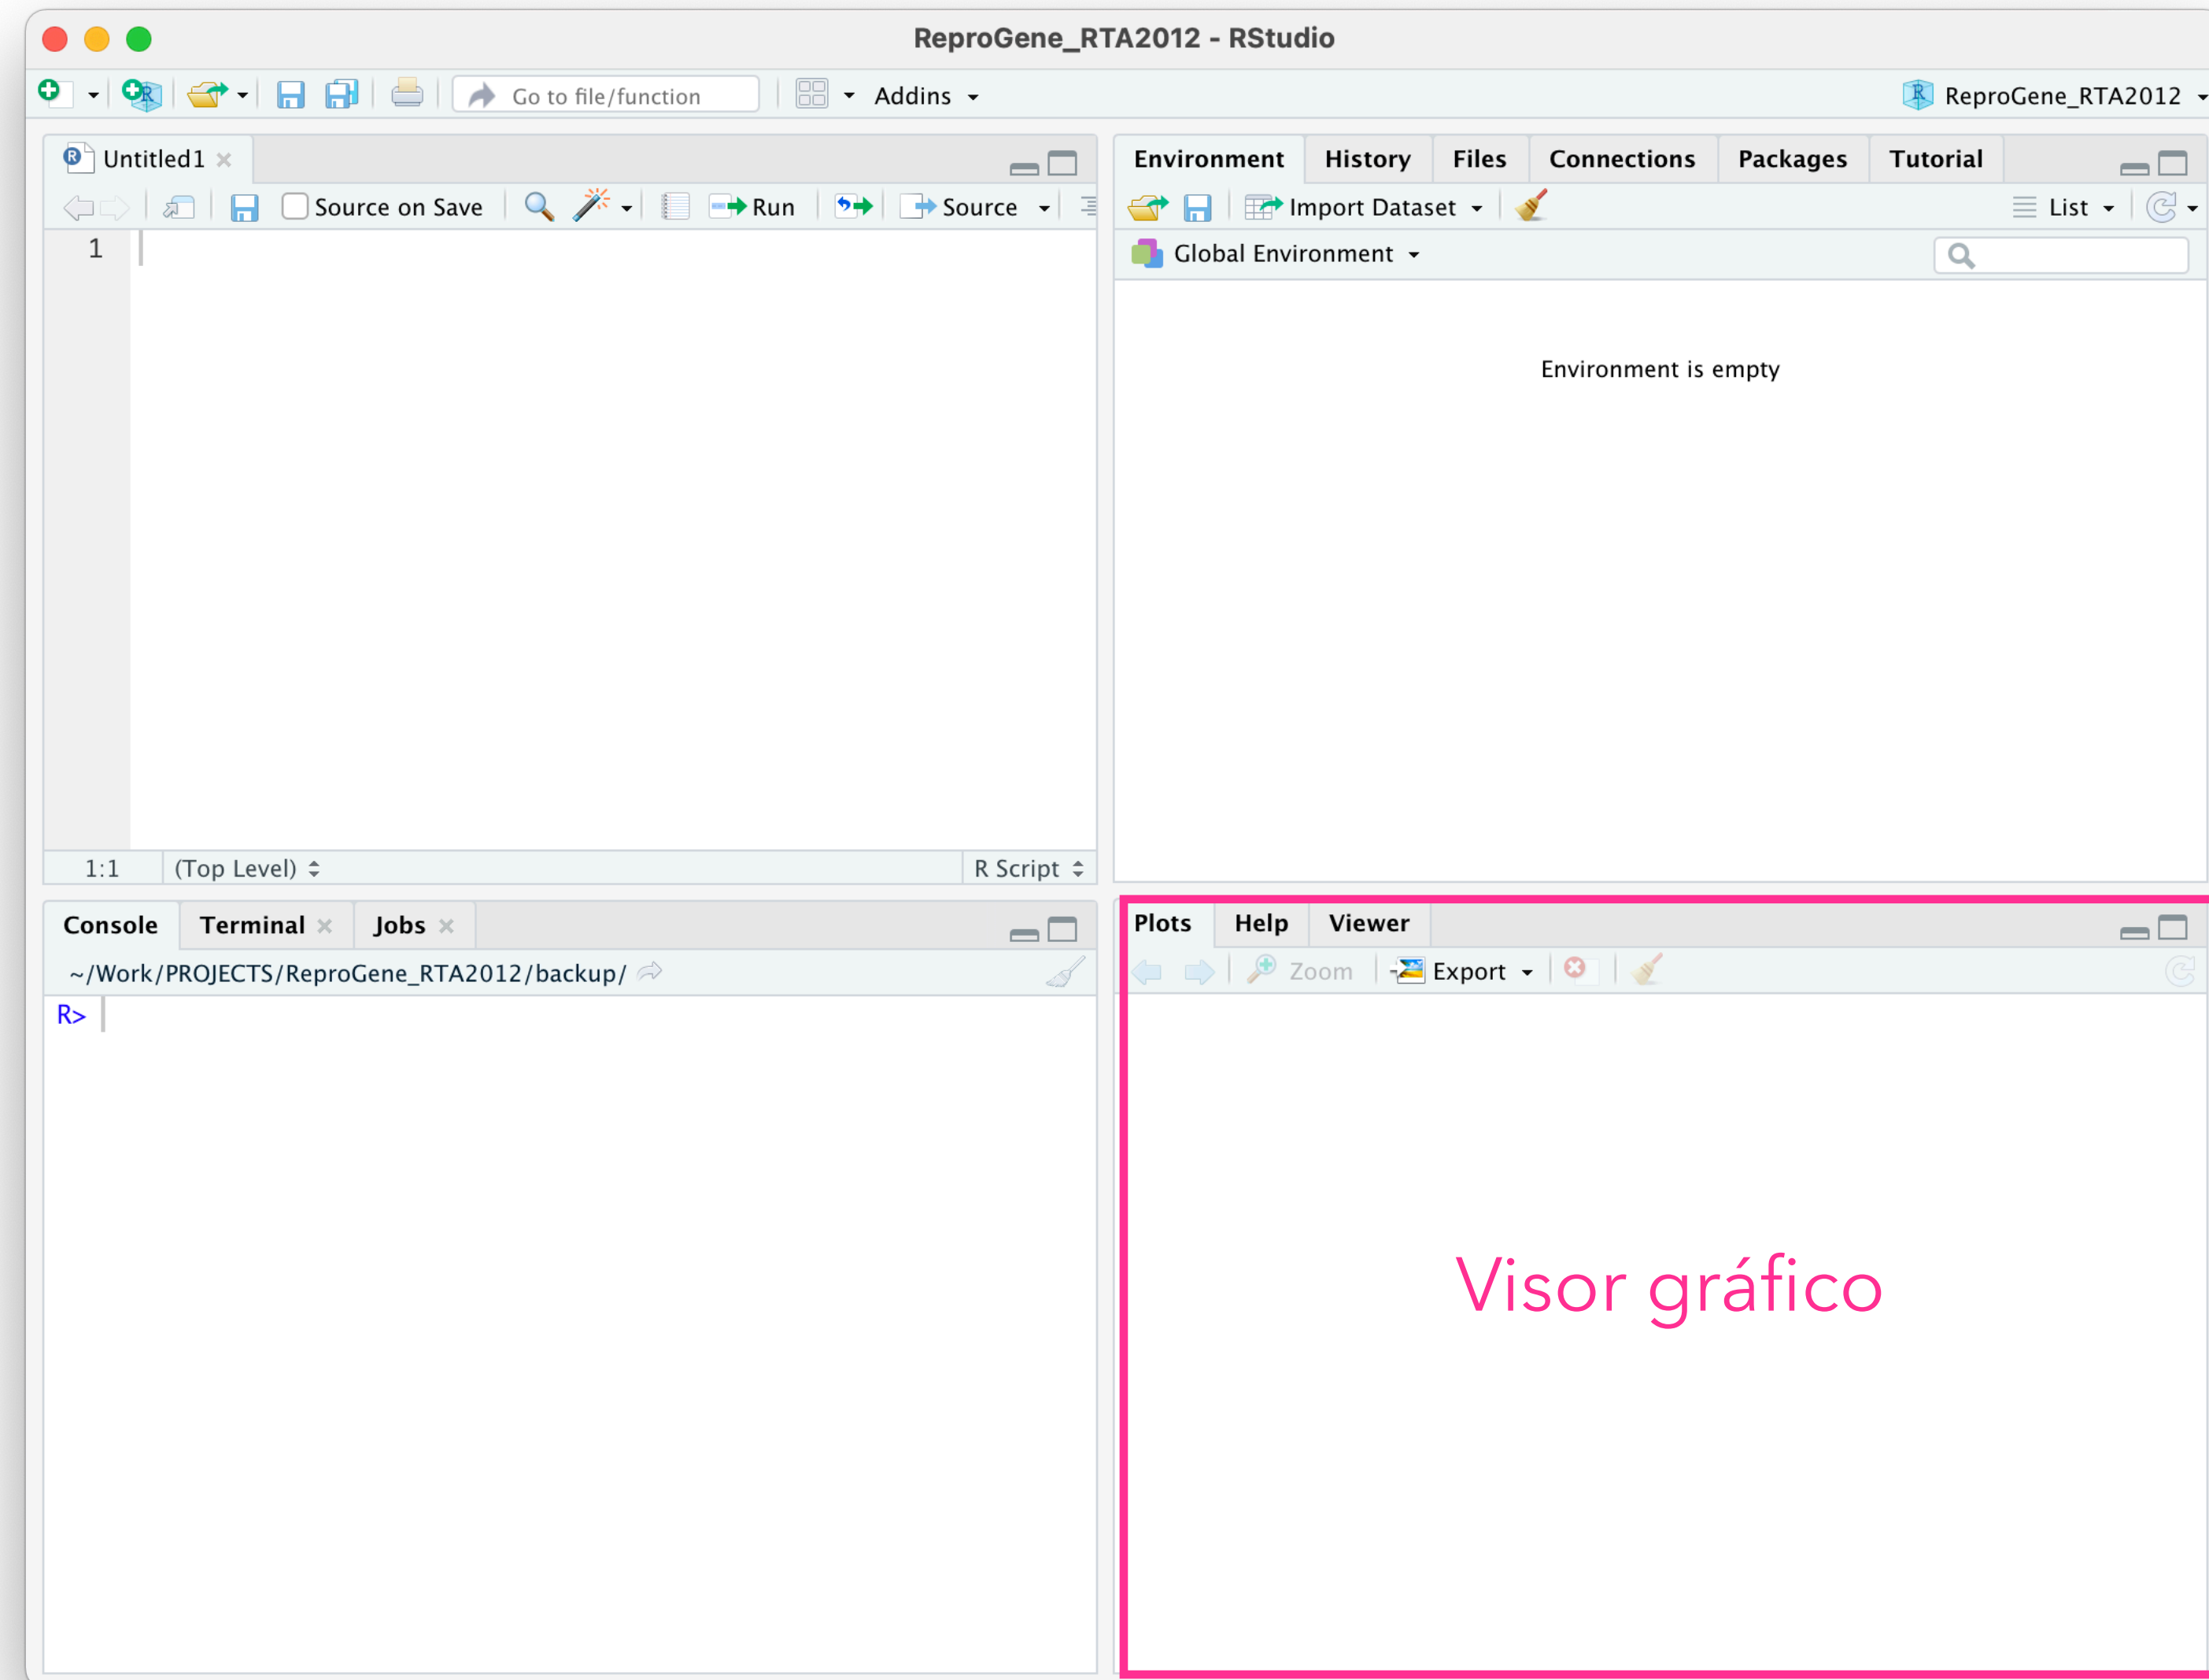 ReproGene_RTA2012 - RStudio
Go to file/function Addins ReproGene_RTA2012
Untitled1
Source on Save Run Source
1
1:1 (Top Level) R Script
Environment History Files Connections Packages Tutorial
Import Dataset List
Global Environment
Environment is empty
Console Terminal Jobs
~/Work/PROJECTS/ReproGene_RTA2012/backup/
R>
Plots Help Viewer
Zoom Export
Visor gráfico